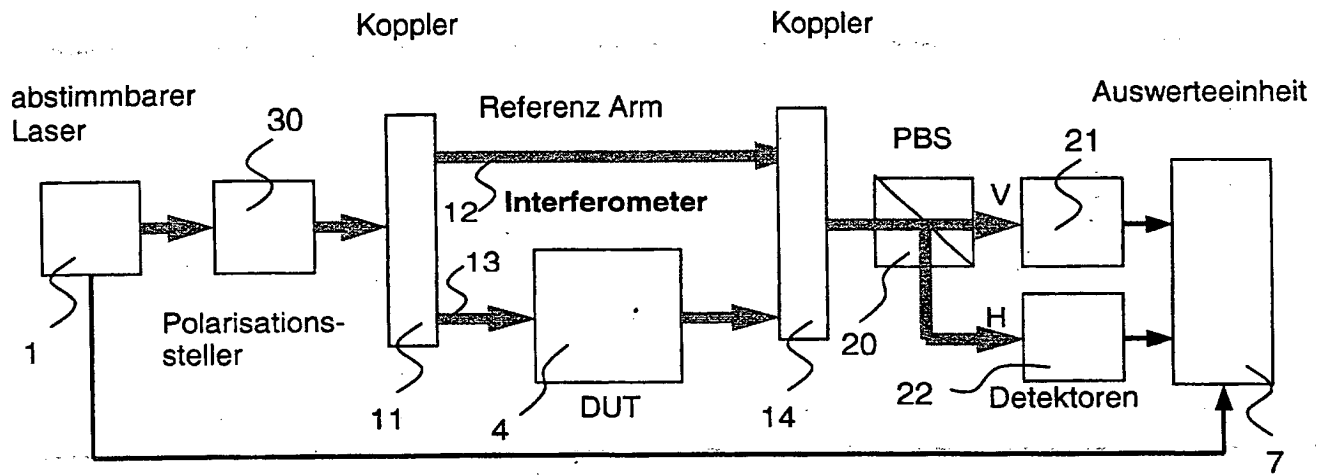 Koppler
Koppler
abstimmbarer
Laser
30
Referenz Arm
PBS
Auswerteeinheit
21
12
Interferometer
V
13
Polarisations-
steller
H
20
1
11
4
DUT
14
22
Detektoren
7